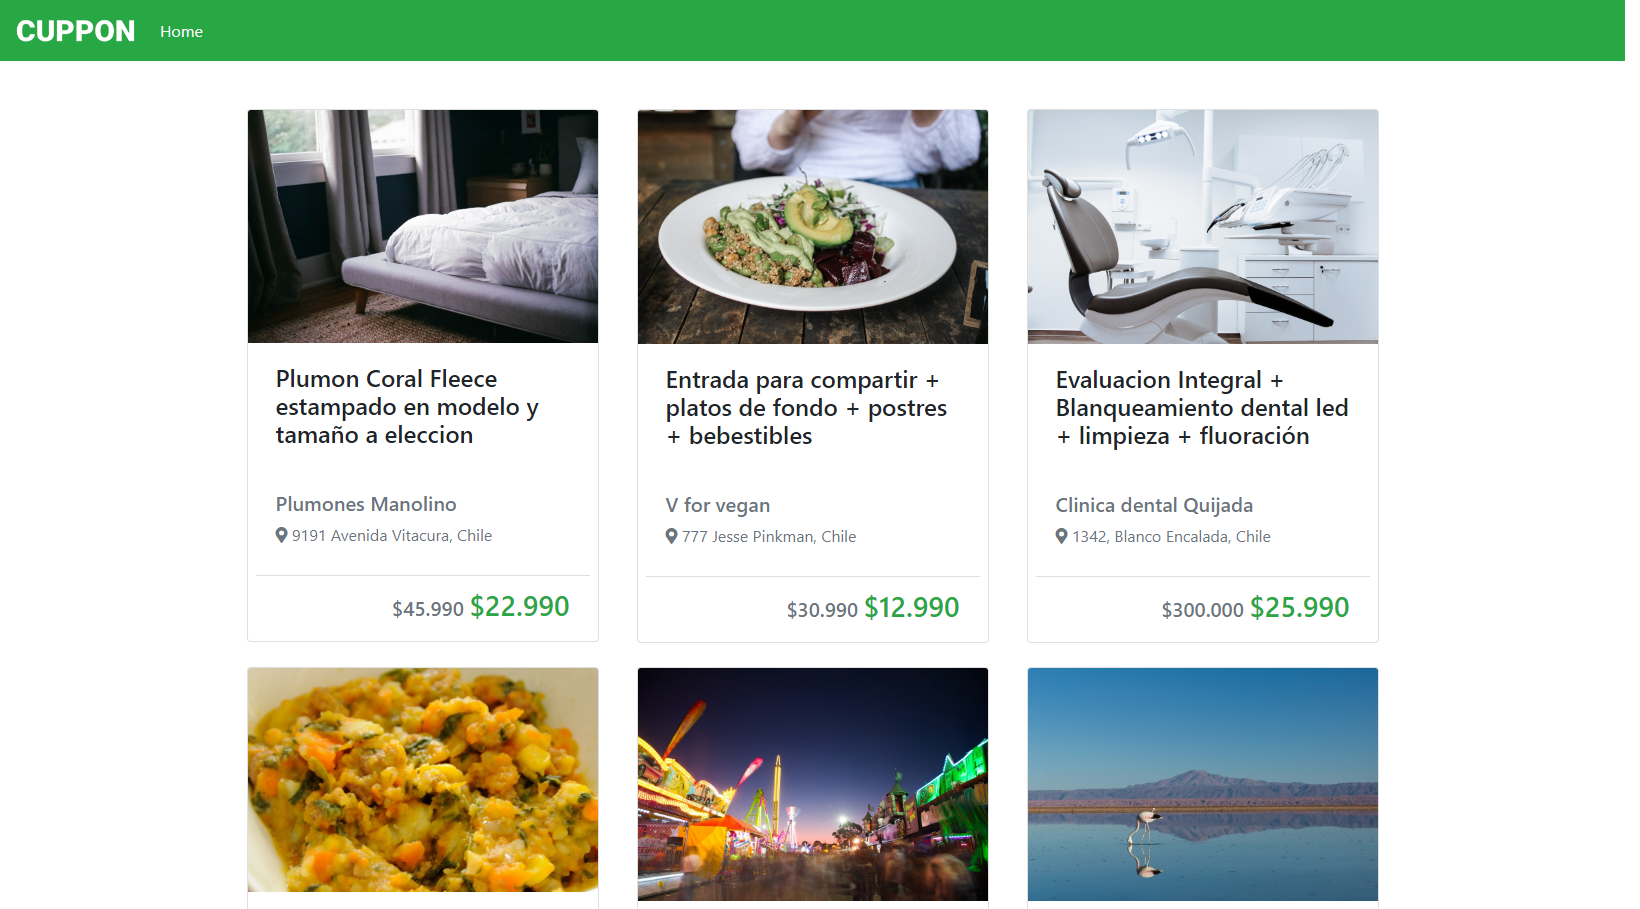 CUPPON Home
Plumon Coral Fleece
estampado en modelo y
tamaño a eleccion
Plumones Manolino
9191 Avenida Vitacura, Chile
$45.990 $22.990
Entrada para compartir +
platos de fondo + postres
+ bebestibles
V for vegan
777 Jesse Pinkman, Chile
$30.990 $12.990
Evaluacion Integral +
Blanqueamiento dental led
+ limpieza + fluoración
Clinica dental Quijada
1342, Blanco Encalada, Chile
$300.000 $25.990